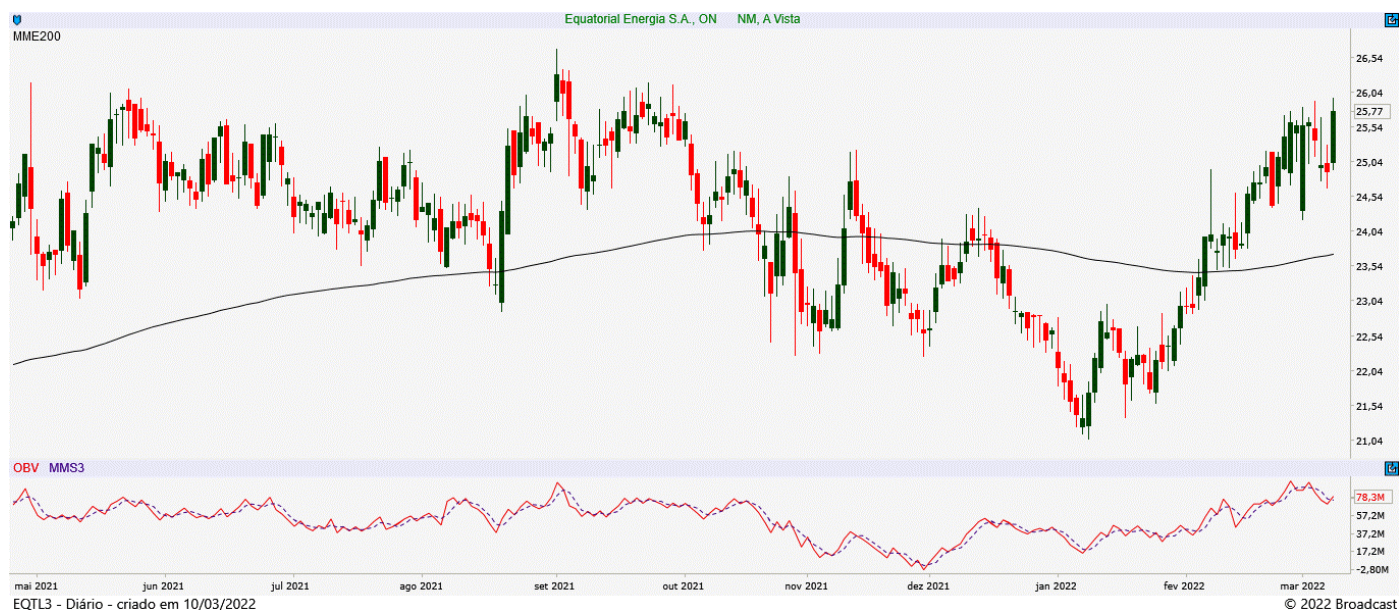 Equatorial Energia S.A., ON NM, A Vista
MME200
26,54
26,04
25,77
25,54
25,04
24,54
24,04
23,54
23,04
22,54
22,04
21,54
21,04
OBV MMS3
78,3M
57,2M
37,2M
17,2M
-2,80M
mai 2021 jun 2021 jul 2021 ago 2021 set 2021 out 2021 nov 2021 dez 2021 jan 2022 fev 2022 mar 2022
EQTL3 - Diário - criado em 10/03/2022 © 2022 Broadcast